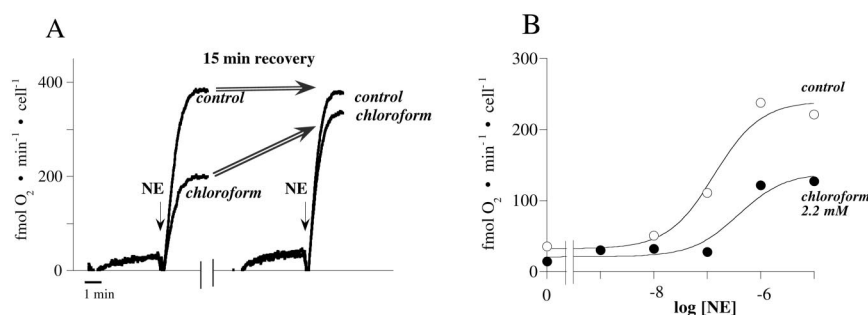 A
15 min recovery
400
control
control
chloroform
200
NE
chloroform
NE
0
1 min
fmol O2 • min-1 • cell-1
B
300
control
200
100
chloroform
2.2 mM
0
0
-8
-6
log [NE]
fmol O2 • min-1 • cell-1